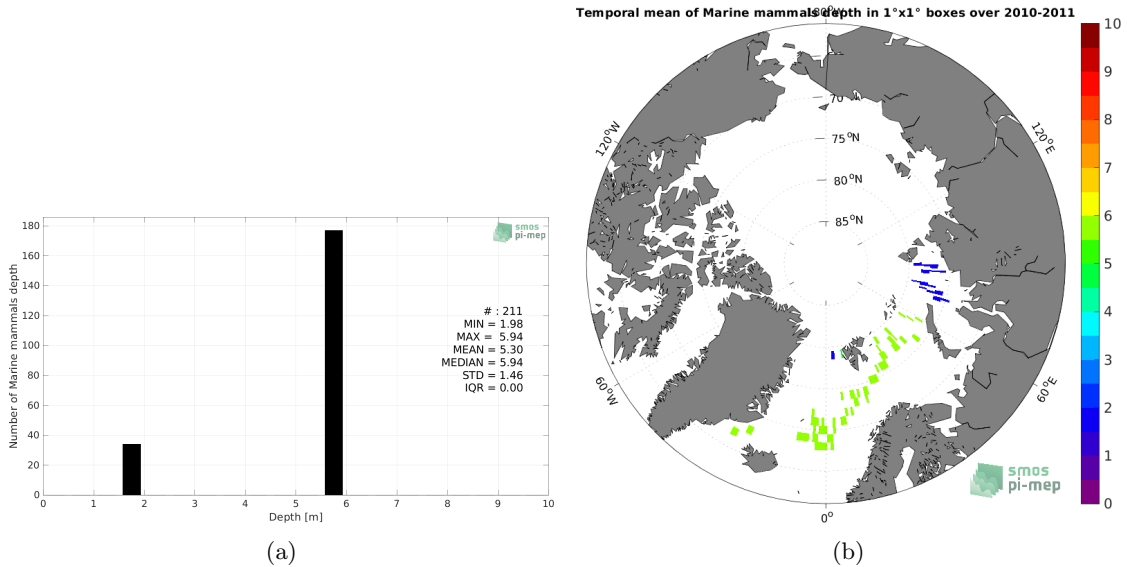 Temporal mean of Marine mammals depth in 1°x1° boxes over 2010-2011
180°W
120°W
120°E
60°W
60°E
0°
70°N
75°N
80°N
85°N
10
9
8
7
6
5
4
3
2
1
0
smos
pi-mep
180
160
140
120
100
80
60
40
20
0
Number of Marine mammals depth
smos
pi-mep
# : 211
MIN = 1.98
MAX = 5.94
MEAN = 5.30
MEDIAN = 5.94
STD = 1.46
IQR = 0.00
0 1 2 3 4 5 6 7 8 9 10
Depth [m]
(a)
(b)